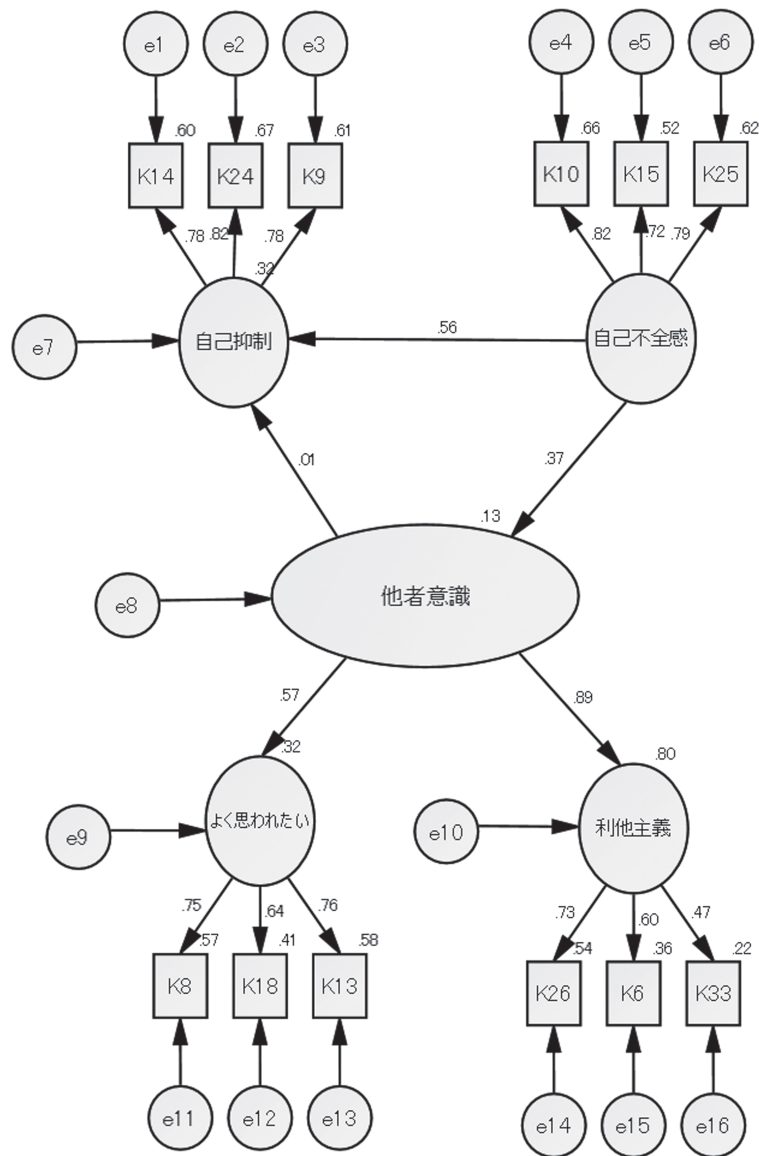 e1 e2 e3 e4 e5 e6
.60 .67 .61 .66 .52 .62
K14 K24 K9 K10 K15 K25
.78 .82 .78 .82 .72 .79
.32
e7 自己抑制 .56 自己不全感
.01 .37
.13
e8 他者意識
.57 .89
.32 .80
e9 よく思われたい e10 利他主義
.75 .64 .76 .73 .60 .47
.57 .41 .58 .54 .36 .22
K8 K18 K13 K26 K6 K33
e11 e12 e13 e14 e15 e16